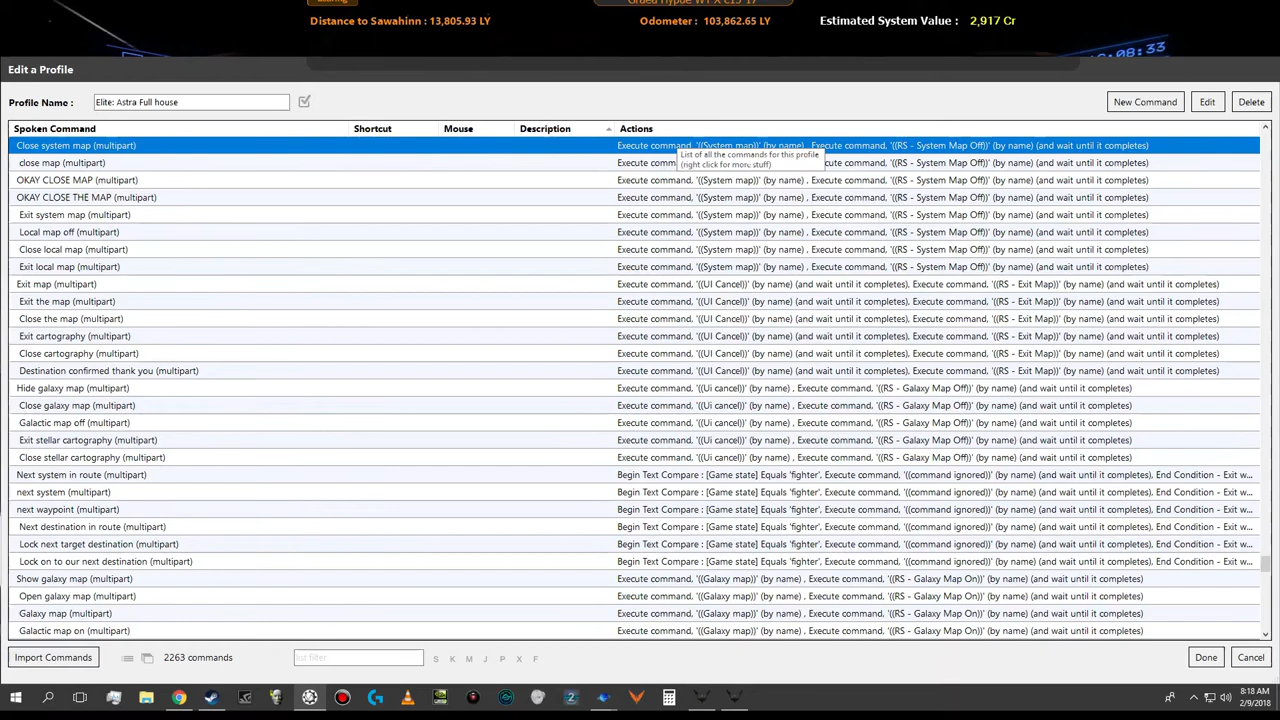 Distance to Sawahinn : 13,805.93 LY
Odometer : 103,862.65 LY
Estimated System Value : 2,917 Cr
:08:33
Edit a Profile
Profile Name : Elite: Astra Full house New Command Edit Delete
Spoken Command Shortcut Mouse Description Actions
Close system map (multipart) Execute command, '((System map))' (by name) , Execute command, '((RS - System Map Off))' (by name) (and wait until it completes)
List of all the commands for this profile
(right click for more stuff)
close map (multipart) Execute command, '((RS - System Map Off))' (by name) (and wait until it completes)
OKAY CLOSE MAP (multipart) Execute command, '((System map))' (by name) , Execute command, '((RS - System Map Off))' (by name) (and wait until it completes)
OKAY CLOSE THE MAP (multipart) Execute command, '((System map))' (by name) , Execute command, '((RS - System Map Off))' (by name) (and wait until it completes)
Exit system map (multipart) Execute command, '((System map))' (by name) , Execute command, '((RS - System Map Off))' (by name) (and wait until it completes)
Local map off (multipart) Execute command, '((System map))' (by name) , Execute command, '((RS - System Map Off))' (by name) (and wait until it completes)
Close local map (multipart) Execute command, '((System map))' (by name) , Execute command, '((RS - System Map Off))' (by name) (and wait until it completes)
Exit local map (multipart) Execute command, '((System map))' (by name) , Execute command, '((RS - System Map Off))' (by name) (and wait until it completes)
Exit map (multipart) Execute command, '((UI Cancel))' (by name) (and wait until it completes), Execute command, '((RS - Exit Map))' (by name) (and wait until it completes)
Exit the map (multipart) Execute command, '((UI Cancel))' (by name) (and wait until it completes), Execute command, '((RS - Exit Map))' (by name) (and wait until it completes)
Close the map (multipart) Execute command, '((UI Cancel))' (by name) (and wait until it completes), Execute command, '((RS - Exit Map))' (by name) (and wait until it completes)
Exit cartography (multipart) Execute command, '((UI Cancel))' (by name) (and wait until it completes), Execute command, '((RS - Exit Map))' (by name) (and wait until it completes)
Close cartography (multipart) Execute command, '((UI Cancel))' (by name) (and wait until it completes), Execute command, '((RS - Exit Map))' (by name) (and wait until it completes)
Destination confirmed thank you (multipart) Execute command, '((UI Cancel))' (by name) (and wait until it completes), Execute command, '((RS - Exit Map))' (by name) (and wait until it completes)
Hide galaxy map (multipart) Execute command, '((Ui cancel))' (by name) , Execute command, '((RS - Galaxy Map Off))' (by name) (and wait until it completes)
Close galaxy map (multipart) Execute command, '((Ui cancel))' (by name) , Execute command, '((RS - Galaxy Map Off))' (by name) (and wait until it completes)
Galactic map off (multipart) Execute command, '((Ui cancel))' (by name) , Execute command, '((RS - Galaxy Map Off))' (by name) (and wait until it completes)
Exit stellar cartography (multipart) Execute command, '((Ui cancel))' (by name) , Execute command, '((RS - Galaxy Map Off))' (by name) (and wait until it completes)
Close stellar cartography (multipart) Execute command, '((Ui cancel))' (by name) , Execute command, '((RS - Galaxy Map Off))' (by name) (and wait until it completes)
Next system in route (multipart) Begin Text Compare : [Game state] Equals 'fighter', Execute command, '((command ignored))' (by name) (and wait until it completes), End Condition - Exit w...
next system (multipart) Begin Text Compare : [Game state] Equals 'fighter', Execute command, '((command ignored))' (by name) (and wait until it completes), End Condition - Exit w...
next waypoint (multipart) Begin Text Compare : [Game state] Equals 'fighter', Execute command, '((command ignored))' (by name) (and wait until it completes), End Condition - Exit w...
Next destination in route (multipart) Begin Text Compare : [Game state] Equals 'fighter', Execute command, '((command ignored))' (by name) (and wait until it completes), End Condition - Exit w...
Lock next target destination (multipart) Begin Text Compare : [Game state] Equals 'fighter', Execute command, '((command ignored))' (by name) (and wait until it completes), End Condition - Exit w...
Lock on to our next destination (multipart) Begin Text Compare : [Game state] Equals 'fighter', Execute command, '((command ignored))' (by name) (and wait until it completes), End Condition - Exit w...
Show galaxy map (multipart) Execute command, '((Galaxy map))' (by name) , Execute command, '((RS - Galaxy Map On))' (by name) (and wait until it completes)
Open galaxy map (multipart) Execute command, '((Galaxy map))' (by name) , Execute command, '((RS - Galaxy Map On))' (by name) (and wait until it completes)
Galaxy map (multipart) Execute command, '((Galaxy map))' (by name) , Execute command, '((RS - Galaxy Map On))' (by name) (and wait until it completes)
Galactic map on (multipart) Execute command, '((Galaxy map))' (by name) , Execute command, '((RS - Galaxy Map On))' (by name) (and wait until it completes)
Import Commands 2263 commands list filter S K M J P X F Done Cancel
8:18 AM
2/9/2018